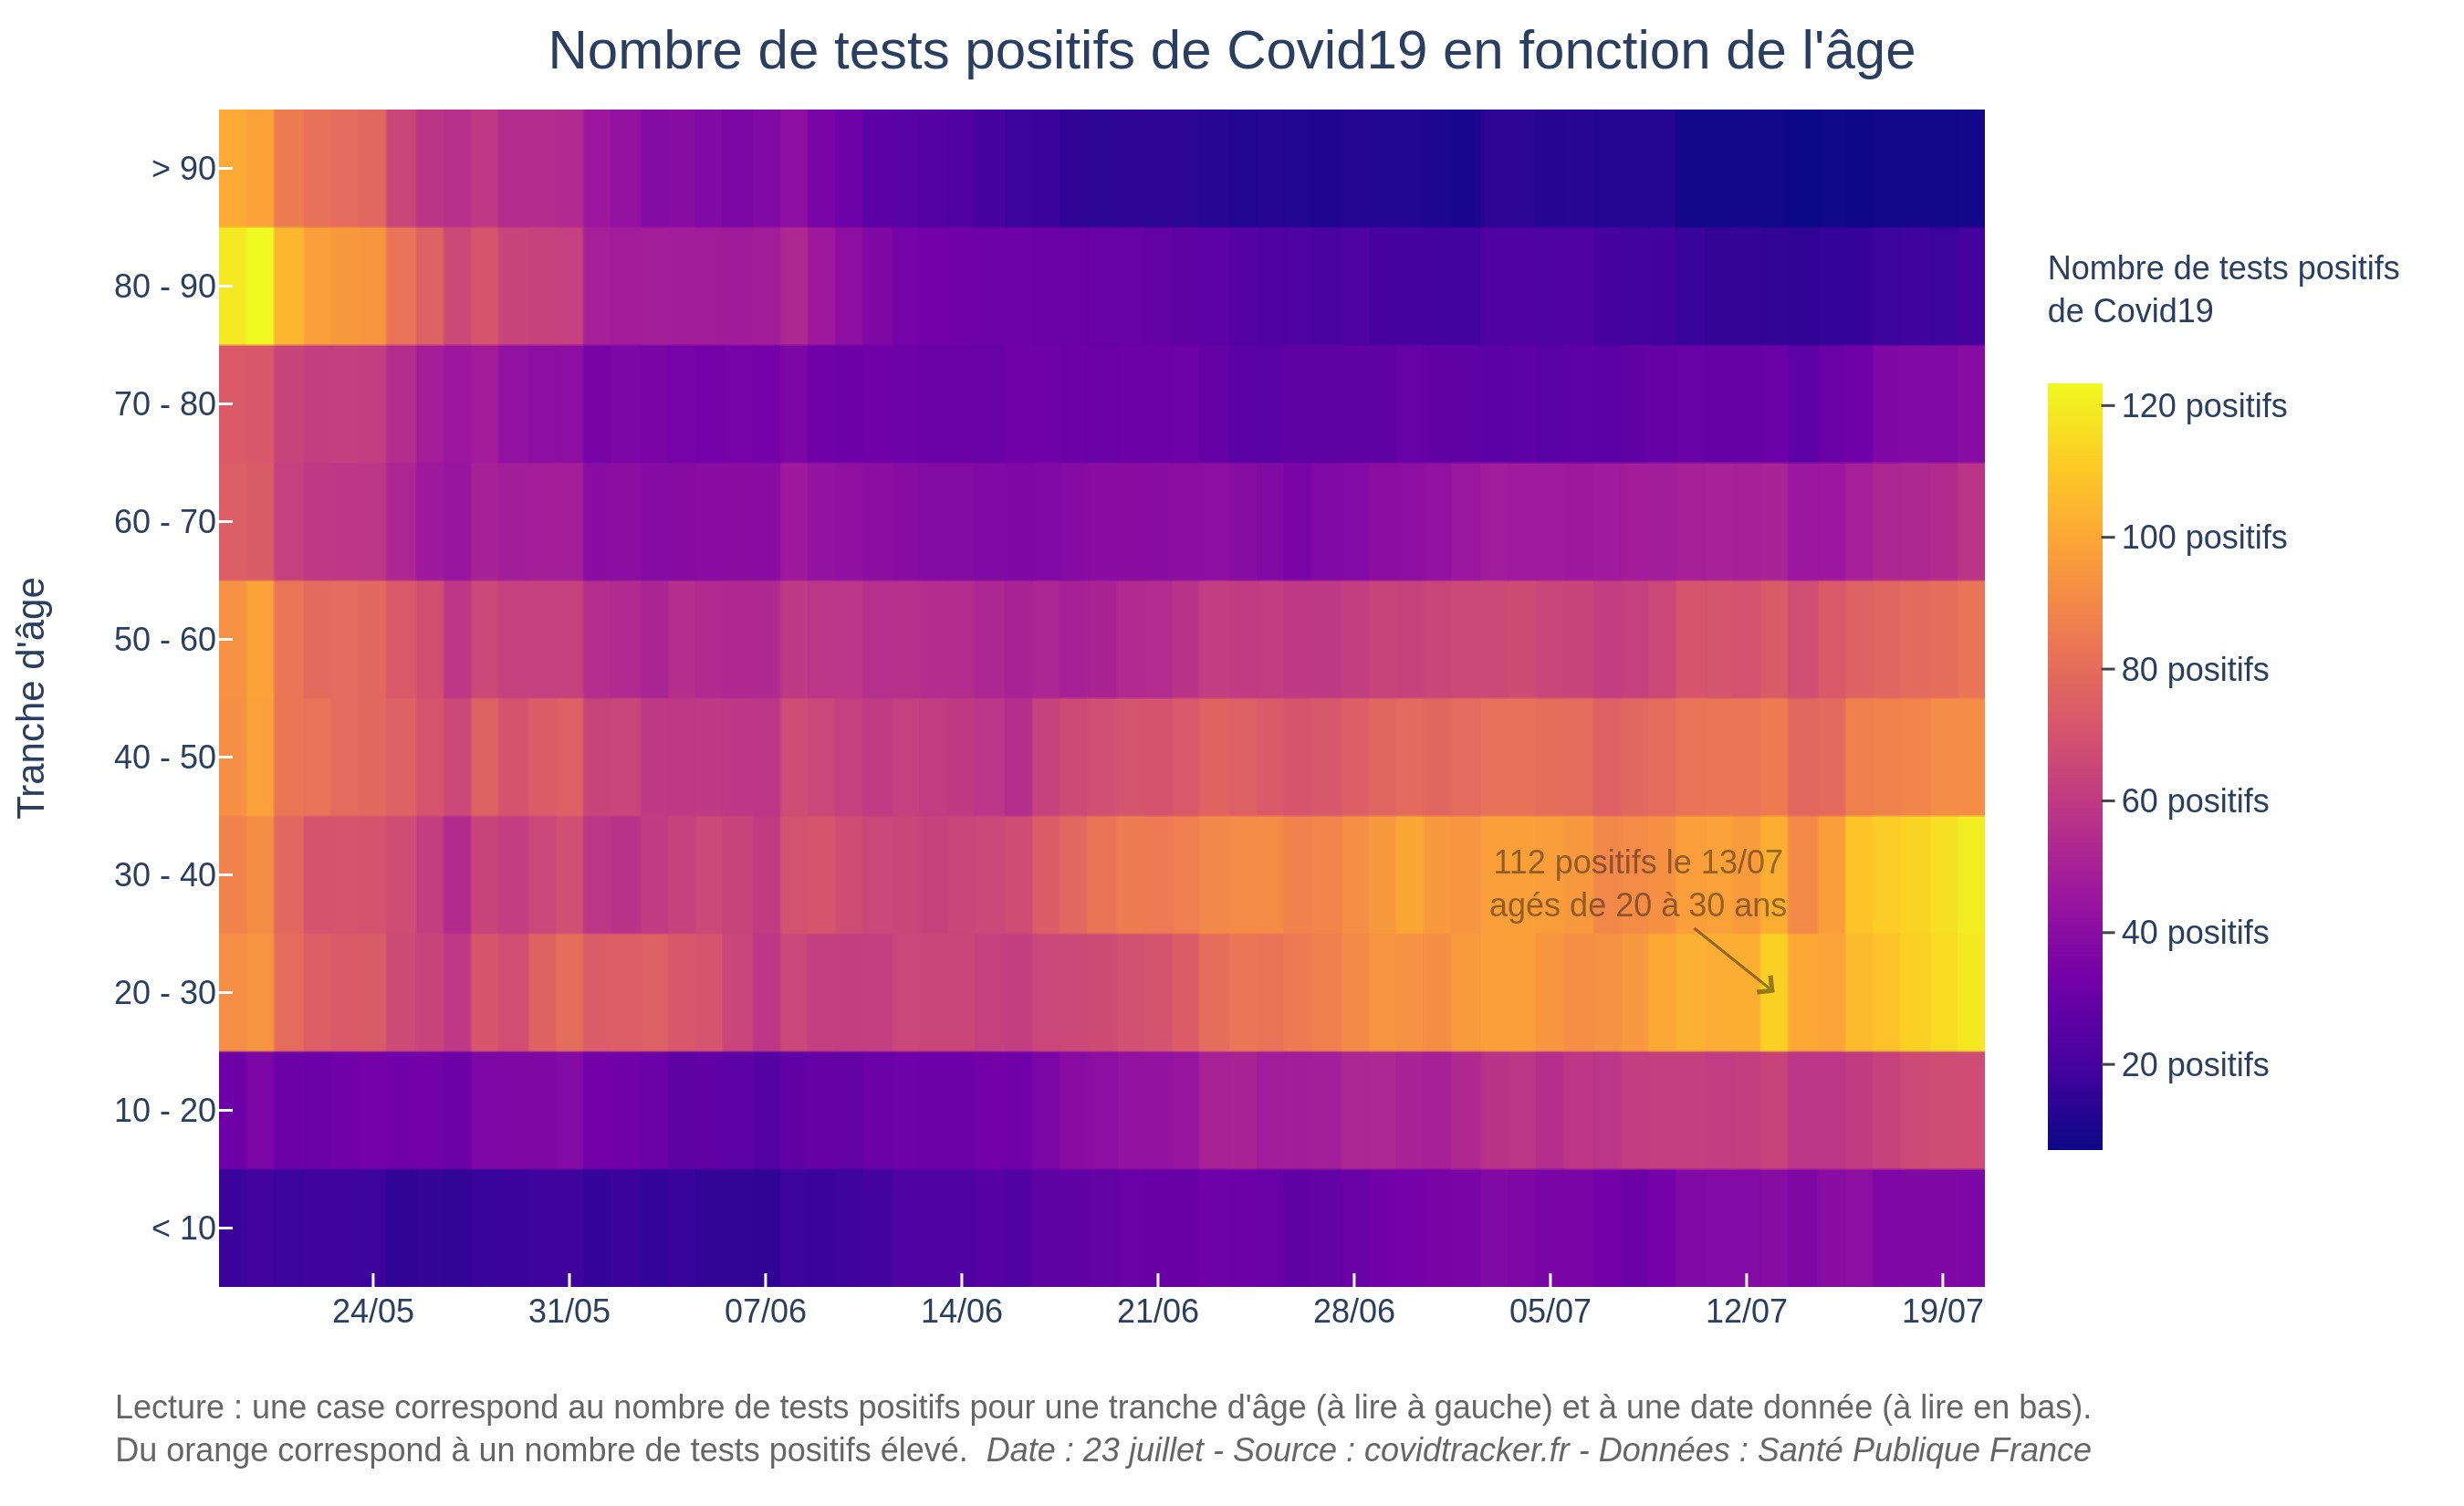 Nombre de tests positifs de Covid19 en fonction de l'âge
Tranche d'âge
> 90
80 - 90
70 - 80
60 - 70
50 - 60
40 - 50
30 - 40
20 - 30
10 - 20
< 10
112 positifs le 13/07
agés de 20 à 30 ans
24/05
31/05
07/06
14/06
21/06
28/06
05/07
12/07
19/07
Nombre de tests positifs
de Covid19
120 positifs
100 positifs
80 positifs
60 positifs
40 positifs
20 positifs
Lecture : une case correspond au nombre de tests positifs pour une tranche d'âge (à lire à gauche) et à une date donnée (à lire en bas).
Du orange correspond à un nombre de tests positifs élevé. Date : 23 juillet - Source : covidtracker.fr - Données : Santé Publique France